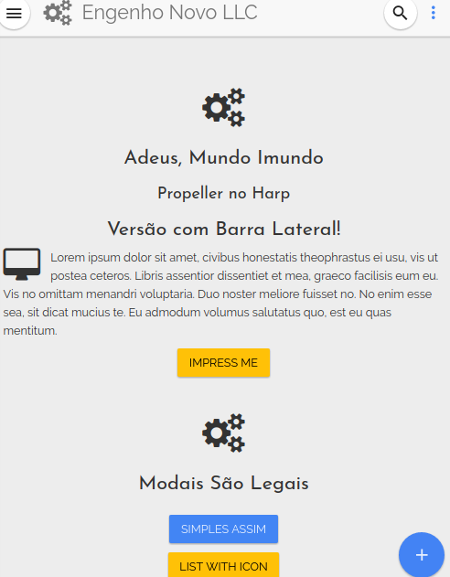 Engenho Novo LLC
Adeus, Mundo Imundo
Propeller no Harp
Versão com Barra Lateral!
Lorem ipsum dolor sit amet, civibus honestatis theophrastus ei usu, vis ut
postea ceteros. Libris assentior dissentiet et mea, graeco facilisis eum eu.
Vis no omittam menandri voluptaria. Duo noster meliore fuisset no. No enim esse
sea, sit dicat mucius te. Eu admodum volumus salutatus quo, est eu quas
mentitum.
IMPRESS ME
Modais São Legais
SIMPLES ASSIM
LIST WITH ICON